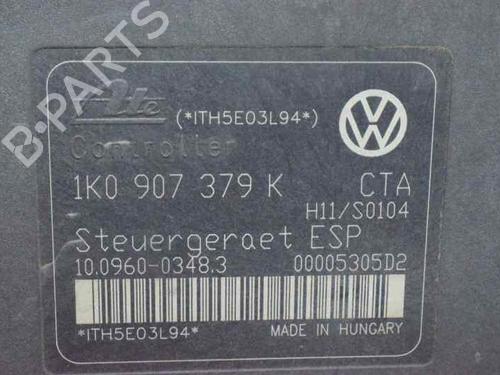 B-PARTS
Ate (*ITH5E03L94*)
Controller
1K0 907 379 K CTA
H11/S0104
Steuergeraet ESP
10.0960-0348.3 00005305D2
*ITH5E03L94* MADE IN HUNGARY